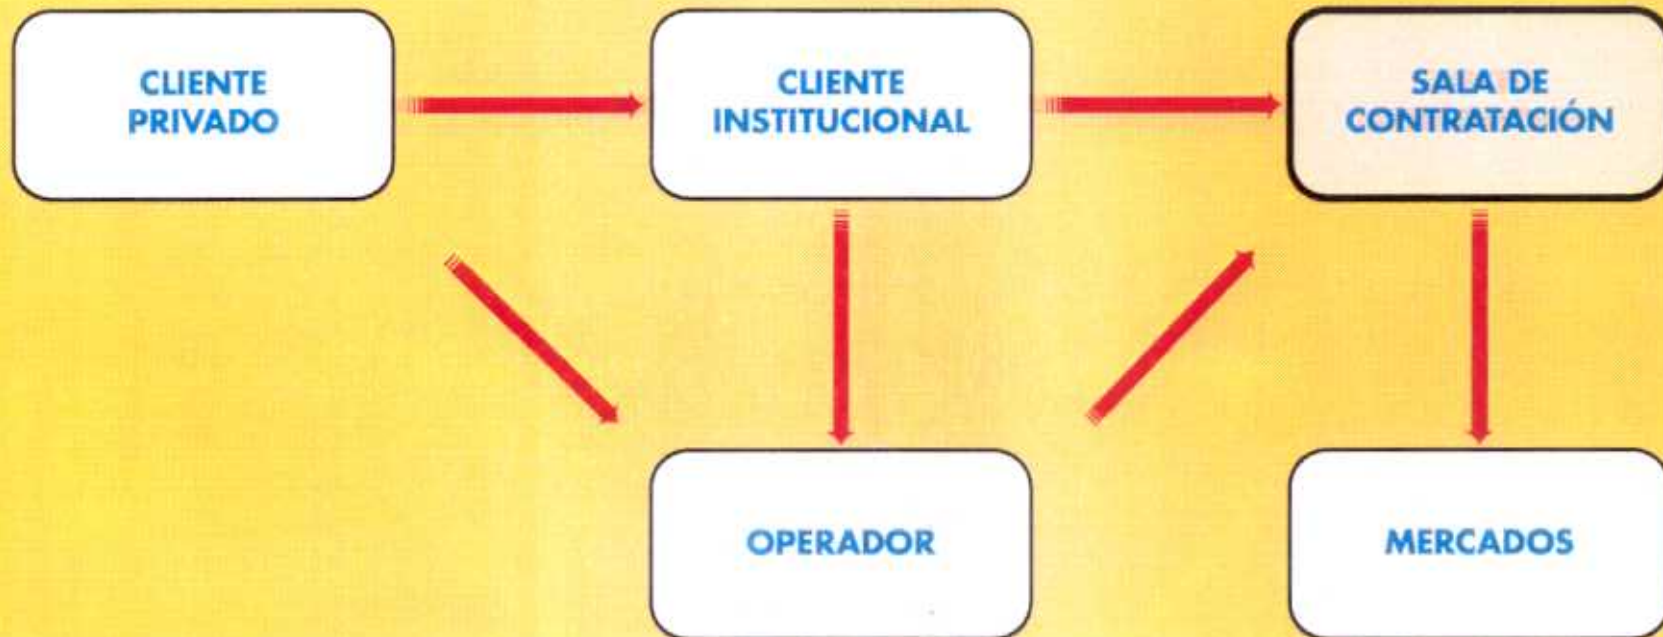 CLIENTE
PRIVADO
CLIENTE
INSTITUCIONAL
SALA DE
CONTRATACIÓN
OPERADOR
MERCADOS